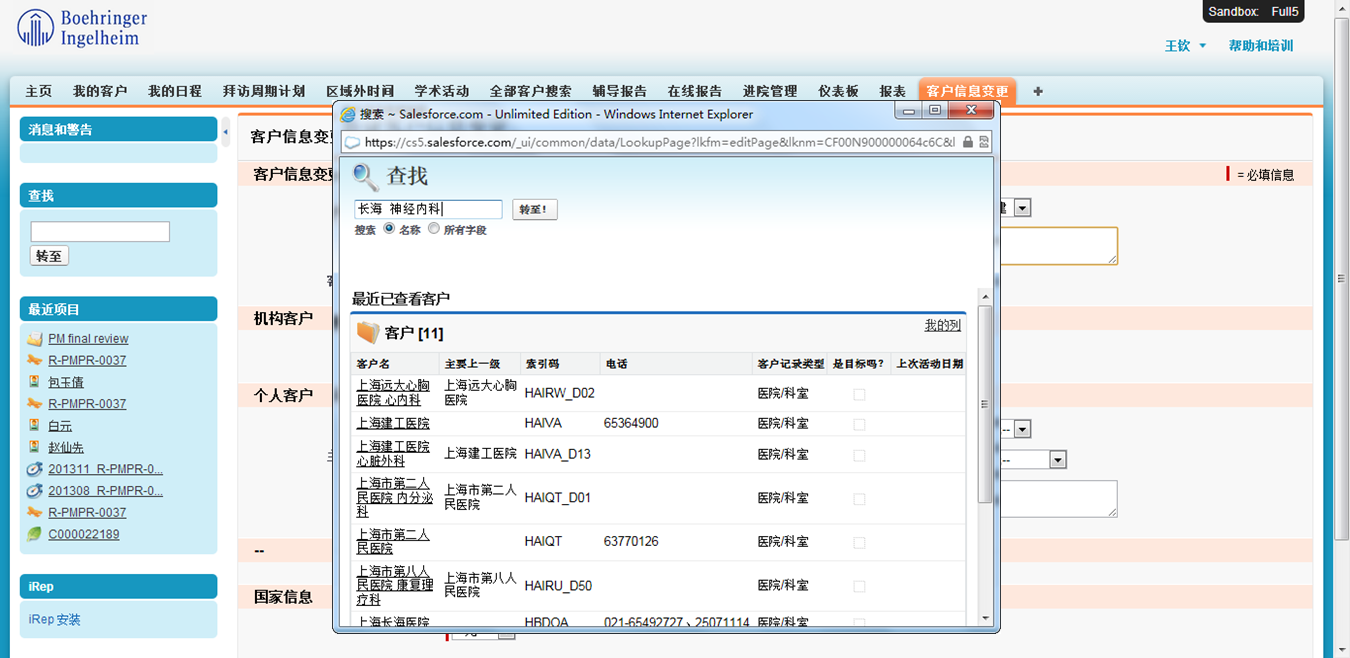 Boehringer
Ingelheim
Sandbox: Full5
王钦 帮助和培训
主页 我的客户 我的日程 拜访周期计划 区域外时间 学术活动 全部客户搜索 辅导报告 在线报告 进院管理 仪表板 报表 客户信息变更 +
消息和警告
查找
转至
最近项目
PM final review
R-PMPR-0037
包玉倩
R-PMPR-0037
白元
赵仙先
201311_R-PMPR-0...
201308_R-PMPR-0...
R-PMPR-0037
C000022189
iRep
iRep 安装
客户信息变
客户信息变
= 必填信息
机构客户
个人客户
--
--
--
国家信息
搜索 ~ Salesforce.com - Unlimited Edition - Windows Internet Explorer
https://cs5.salesforce.com/_ui/common/data/LookupPage?lkfm=editPage&lknm=CF00N900000064c6C&l
查找
长海 神经内科
转至!
搜索 名称 所有字段
最近已查看客户
客户 [11]
我的列
客户名 主要上一级 索引码 电话 客户记录类型 是目标吗? 上次活动日期
上海远大心胸 上海远大心胸 HAIRW_D02 医院/科室
医院 心内科 医院
上海建工医院 HAIVA 65364900 医院/科室
上海建工医院 上海建工医院 HAIVA_D13 医院/科室
心脏外科
上海市第二人 上海市第二人 HAIQT_D01 医院/科室
民医院 内分泌 民医院
科
上海市第二人 HAIQT 63770126 医院/科室
民医院
上海市第八人 上海市第八人 HAIRU_D50 医院/科室
民医院 康复理 民医院
疗科
上海长海医院 HBDOA 021-65492727、25071114 医院/科室